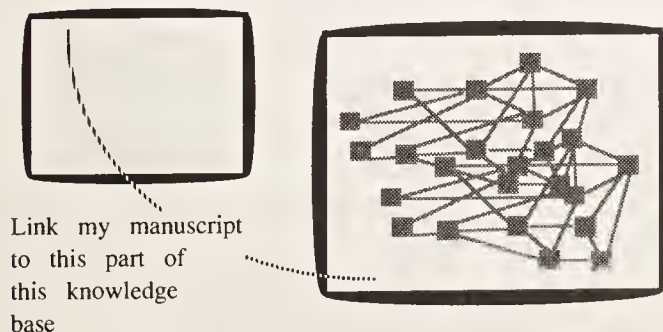 Link my manuscript
to this part of
this knowledge
base